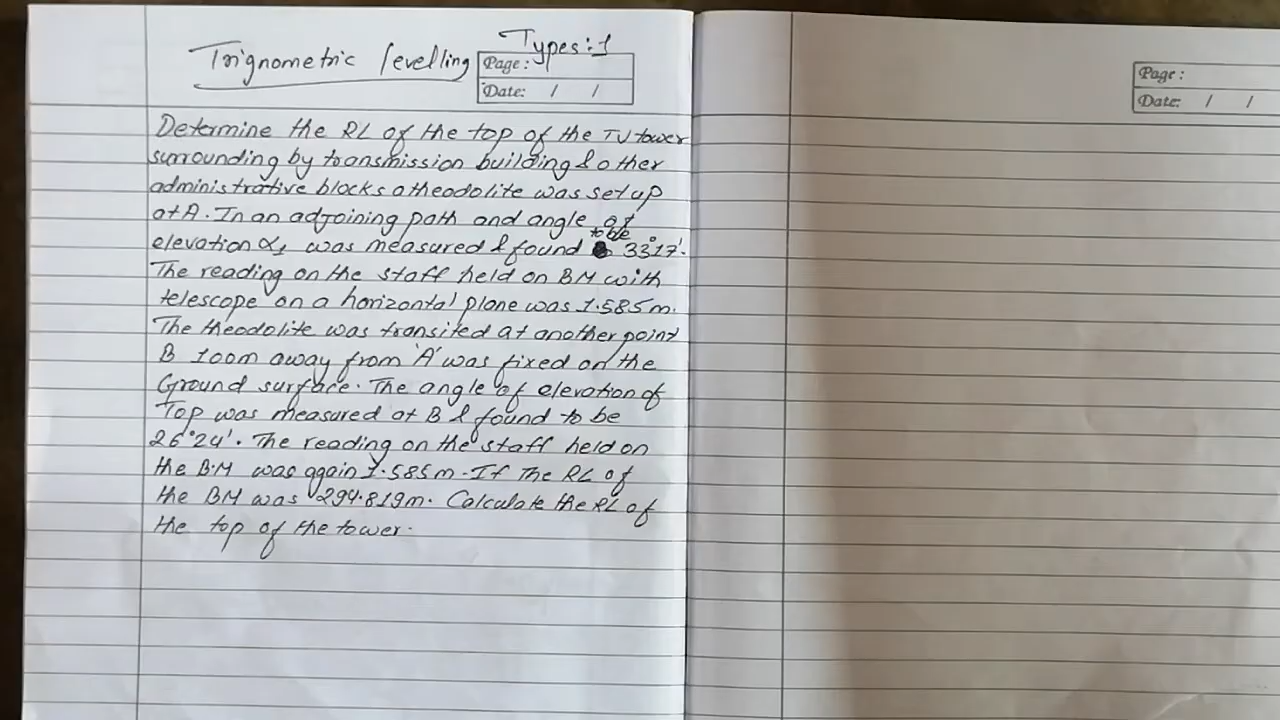 Types:1
Trignometric levelling
Page:
Date: / /
Page:
Date: / /
Determine the RL of the top of the TV tower
surrounding by transmission building & other
administrative blocks a theodolite was set up
at A. In an adjoining path and angle of
elevation α₁ was measured & found to be 33°17'.
The reading on the staff held on BM with
telescope on a horizontal plane was 1.585m.
The theodolite was transited at another point
B 100m away from 'A' was fixed on the
Ground surface. The angle of elevation of
Top was measured at B & found to be
26°24'. The reading on the staff held on
the B.M was again 1.585m. If The RL of
the BM was 294.819m. Calculate the RL of
the top of the tower.